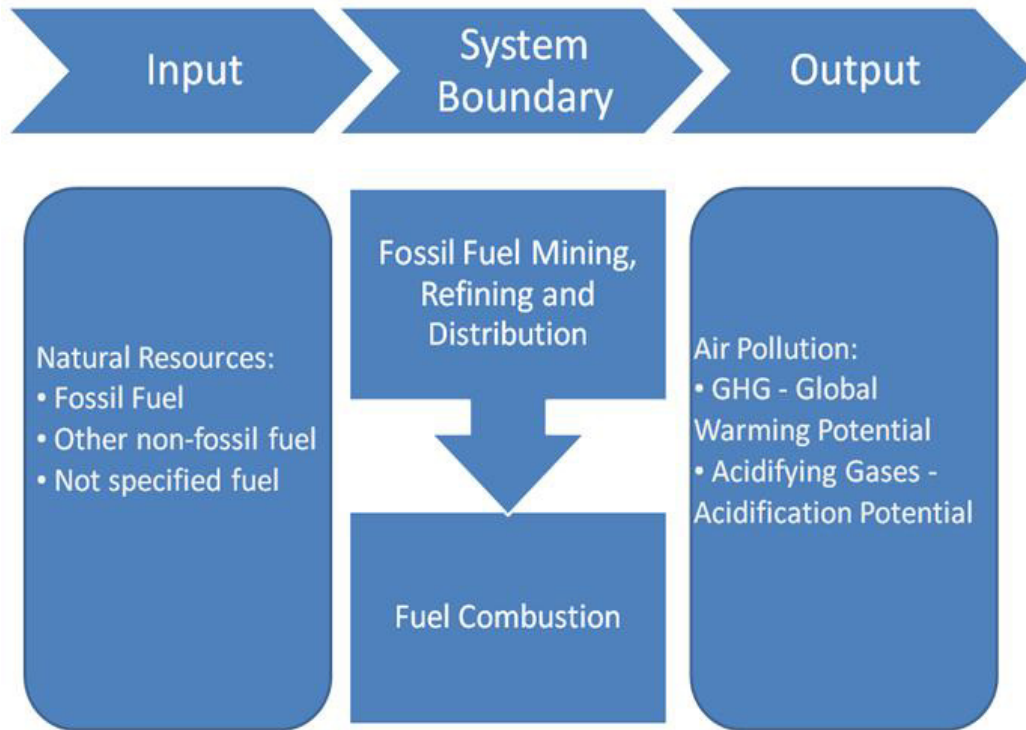 Input
System
Boundary
Output
Natural Resources:
• Fossil Fuel
• Other non-fossil fuel
• Not specified fuel
Fossil Fuel Mining,
Refining and
Distribution
Fuel Combustion
Air Pollution:
• GHG - Global
Warming Potential
• Acidifying Gases -
Acidification Potential